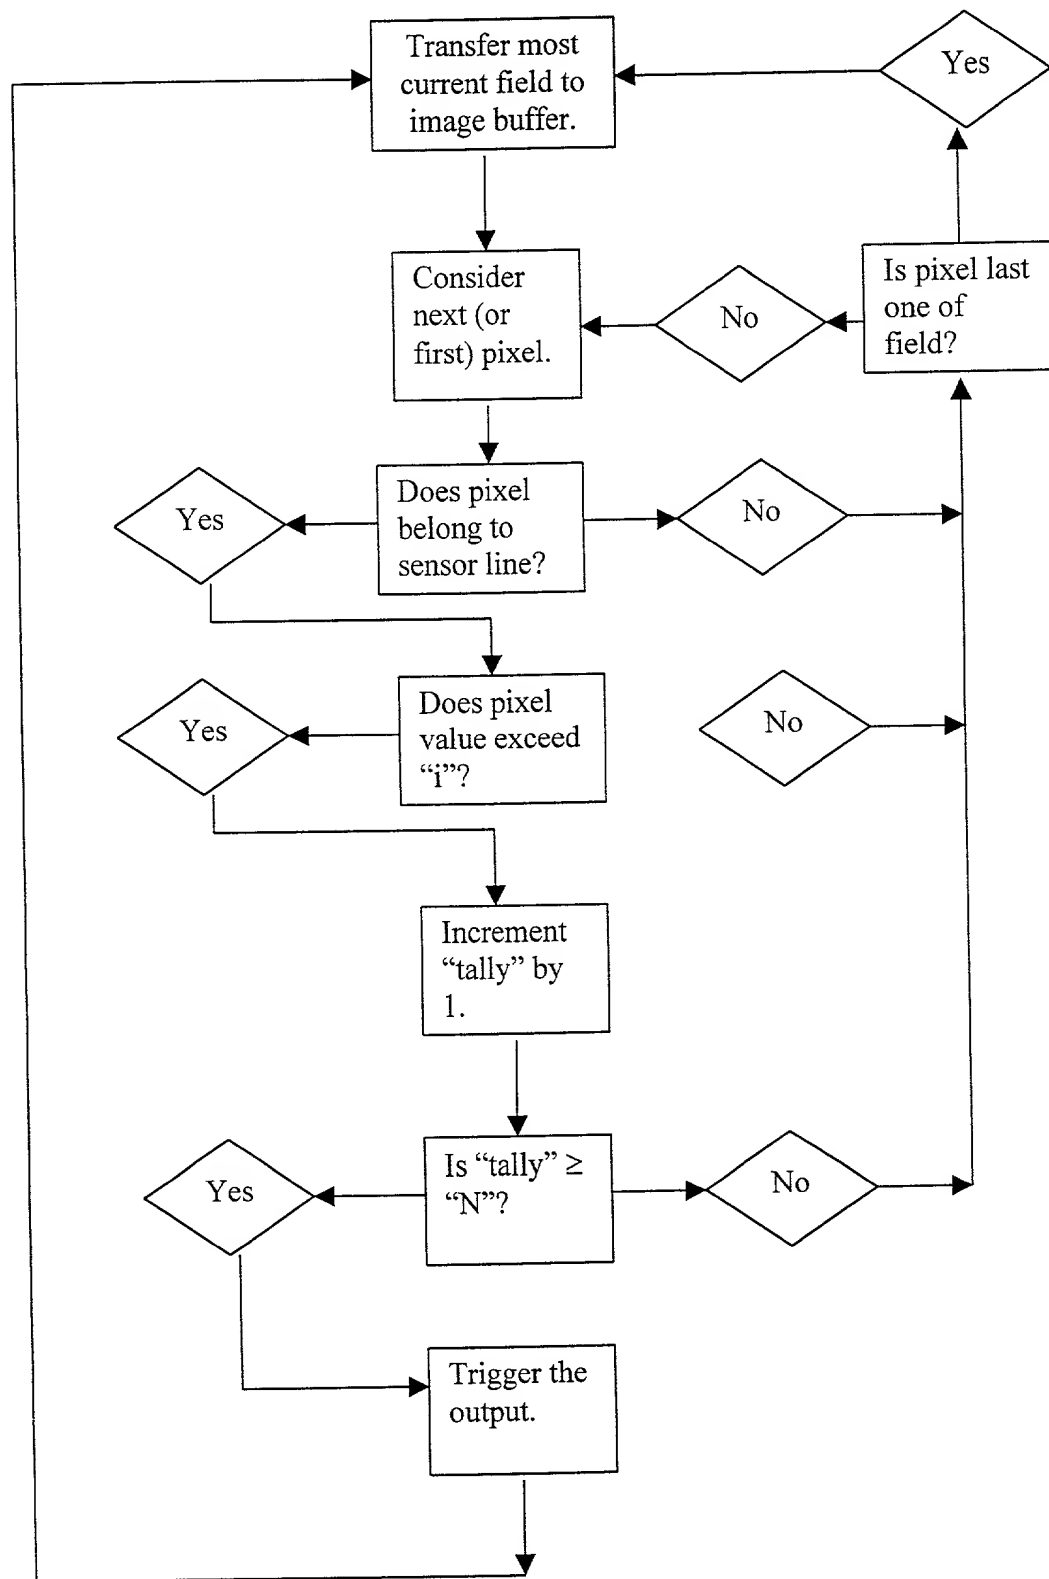 Transfer most
current field to
image buffer.
Yes
Consider
next (or
first) pixel.
No
Is pixel last
one of
field?
Yes
Does pixel
belong to
sensor line?
No
Yes
Does pixel
value exceed
“i”?
No
Increment
“tally” by
1.
Yes
Is “tally” ≥
“N”?
No
Trigger the
output.